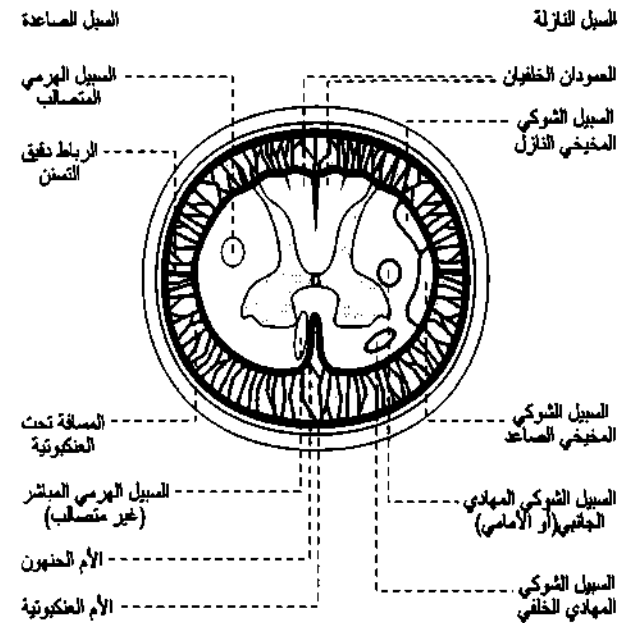 السبل النازلة
السبل الصاعدة
العمودان الخلفيان
السبيل الشوكي
المخيخي النازل
السبيل الشوكي
المخيخي الصاعد
السبيل الشوكي المهادي
الجانبي(أو الأمامي)
السبيل الشوكي
المهادي الخلفي
السبيل الهرمي
المتصالب
الرباط دقيق
التسنن
المسافة تحت
العنكبوتية
السبيل الهرمي المباشر
(غير متصالب)
الأم الحنهون
الأم العنكبوتية